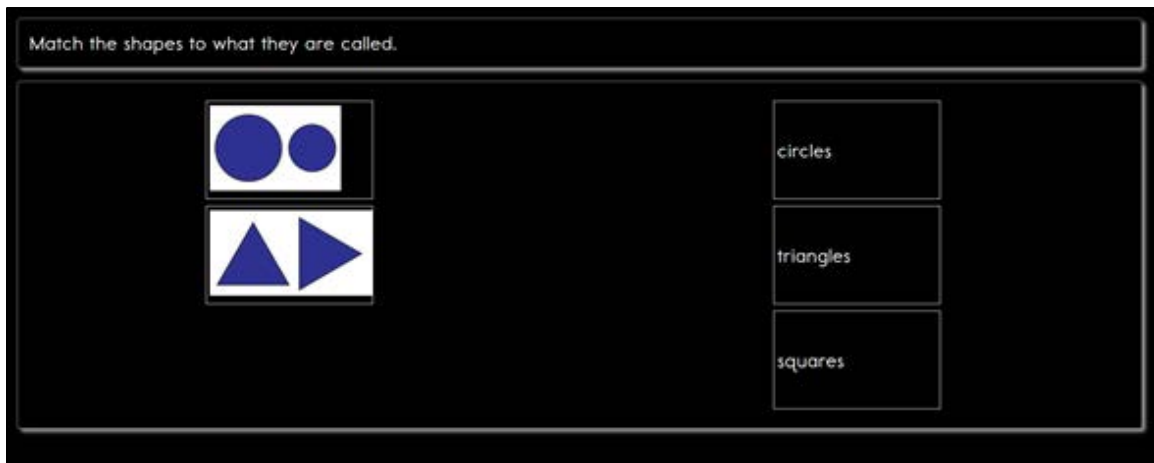 Match the shapes to what they are called.
circles
triangles
squares